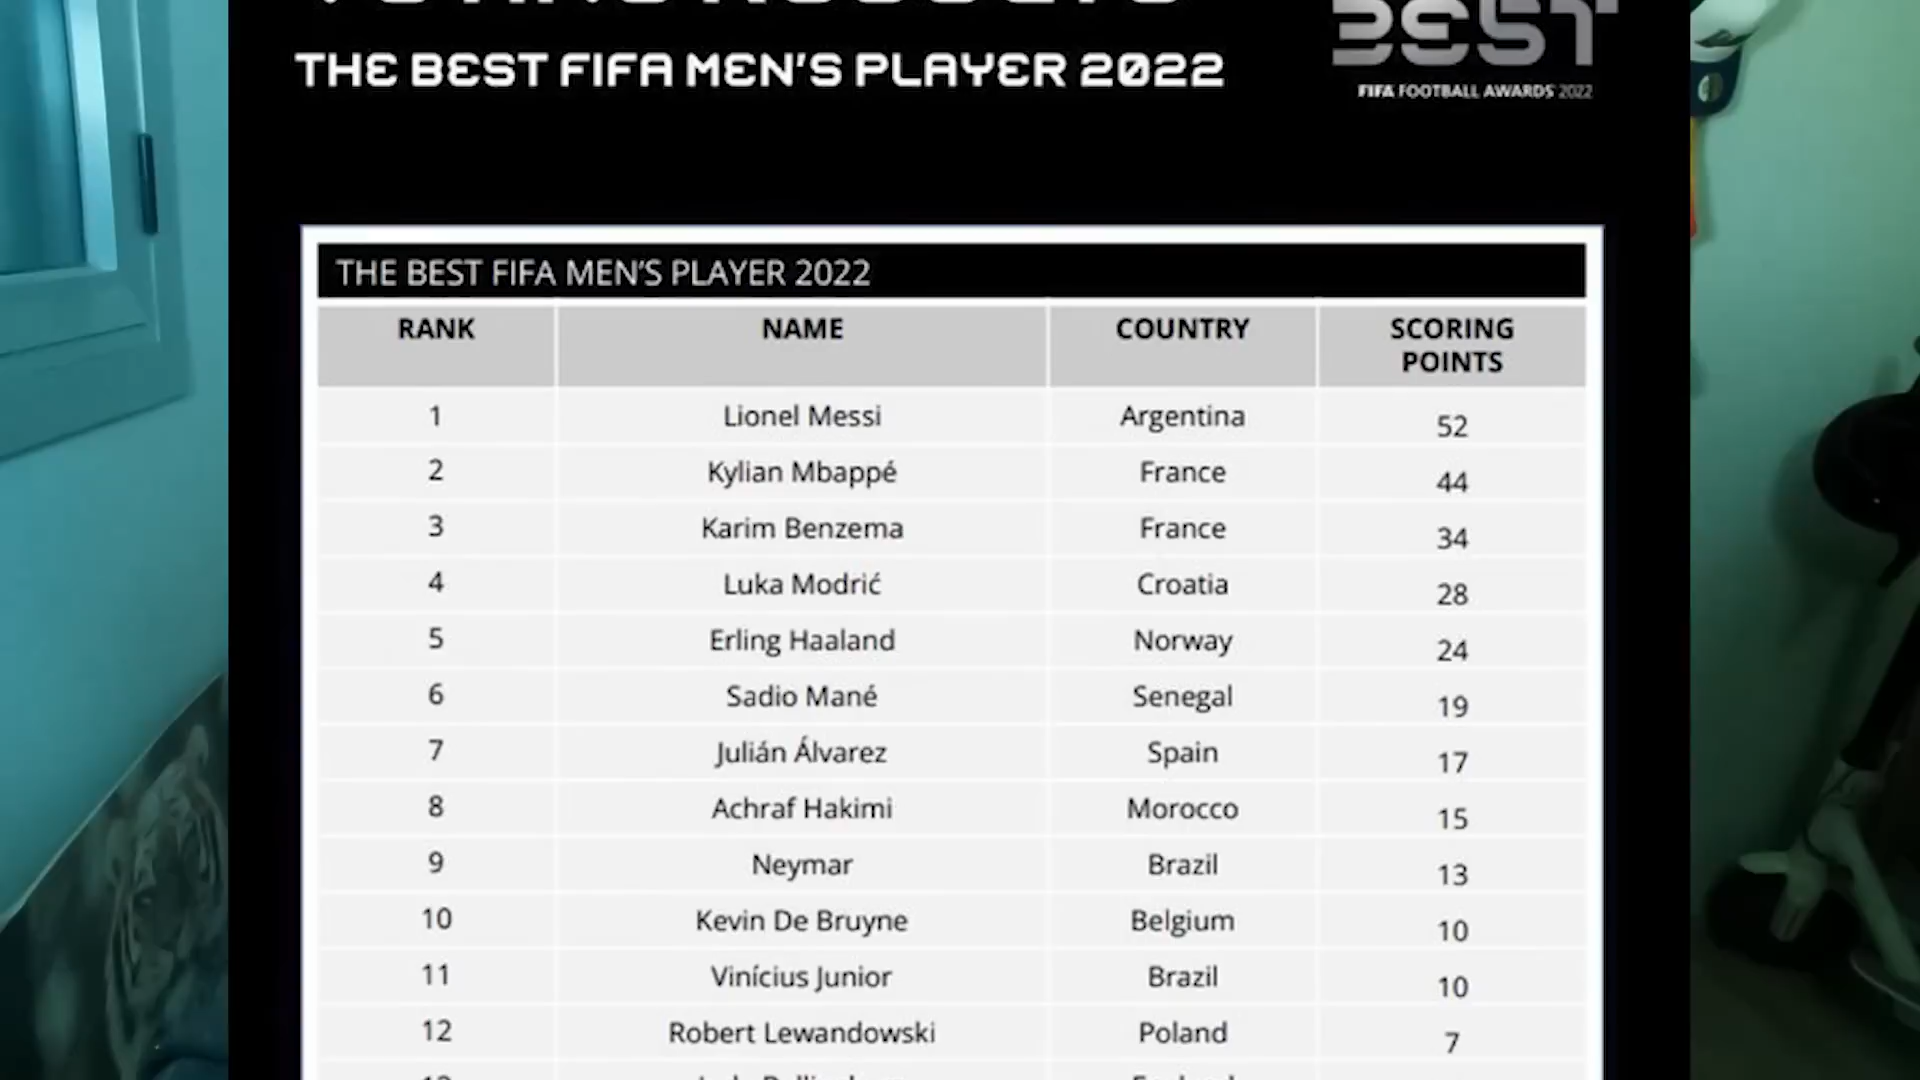 THE BEST FIFA MEN'S PLAYER 2022
BEST
FIFA FOOTBALL AWARDS 2022
THE BEST FIFA MEN'S PLAYER 2022
RANK NAME COUNTRY SCORING POINTS
1 Lionel Messi Argentina 52
2 Kylian Mbappé France 44
3 Karim Benzema France 34
4 Luka Modrić Croatia 28
5 Erling Haaland Norway 24
6 Sadio Mané Senegal 19
7 Julián Álvarez Spain 17
8 Achraf Hakimi Morocco 15
9 Neymar Brazil 13
10 Kevin De Bruyne Belgium 10
11 Vinícius Junior Brazil 10
12 Robert Lewandowski Poland 7